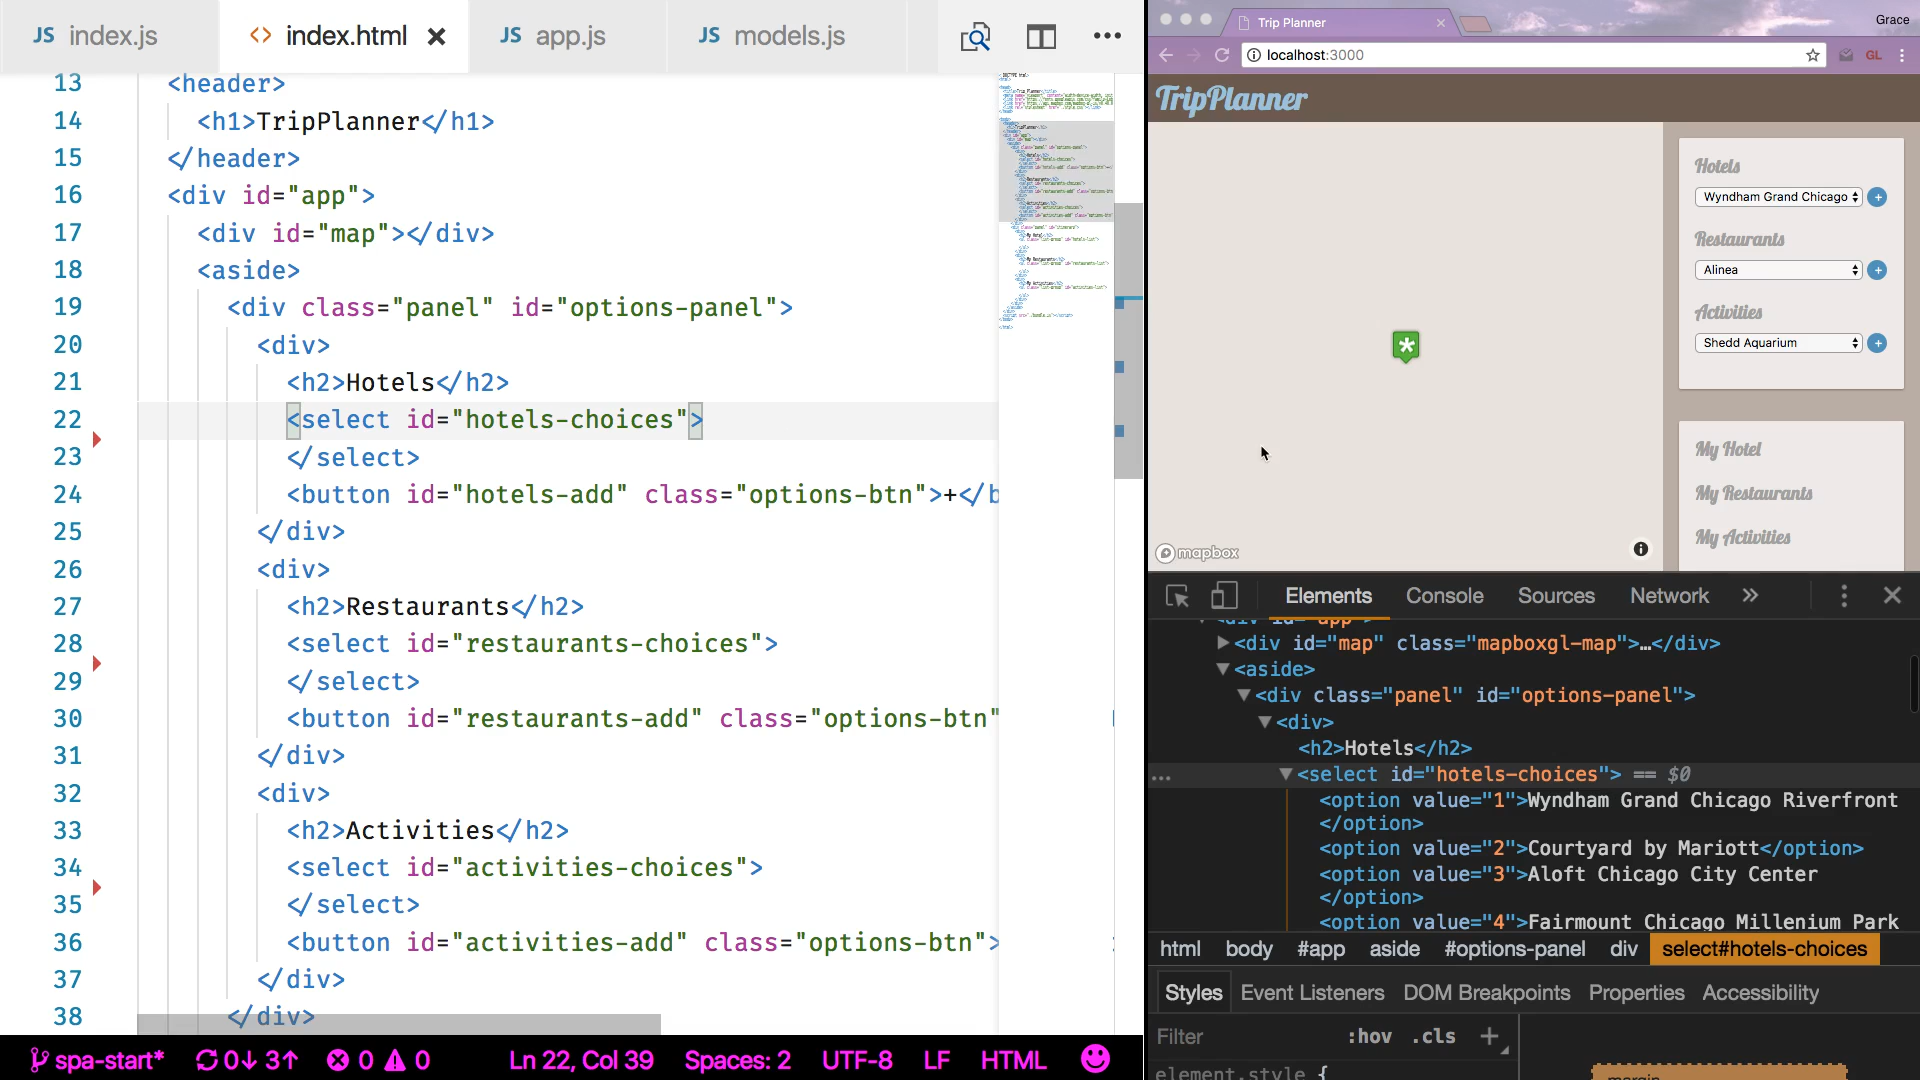 JS index.js
<> index.html
JS app.js
JS models.js
13 <header>
14 <h1>TripPlanner</h1>
15 </header>
16 <div id="app">
17 <div id="map"></div>
18 <aside>
19 <div class="panel" id="options-panel">
20 <div>
21 <h2>Hotels</h2>
22 <select id="hotels-choices">
23 </select>
24 <button id="hotels-add" class="options-btn">+</b
25 </div>
26 <div>
27 <h2>Restaurants</h2>
28 <select id="restaurants-choices">
29 </select>
30 <button id="restaurants-add" class="options-btn"
31 </div>
32 <div>
33 <h2>Activities</h2>
34 <select id="activities-choices">
35 </select>
36 <button id="activities-add" class="options-btn">
37 </div>
38 </div>
spa-start* 0↓ 3↑ 0 0 Ln 22, Col 39 Spaces: 2 UTF-8 LF HTML
Trip Planner
Grace
localhost:3000
GL
TripPlanner
Hotels
Wyndham Grand Chicago
+
Restaurants
Alinea
+
Activities
Shedd Aquarium
+
My Hotel
My Restaurants
My Activities
mapbox
Elements Console Sources Network »
<div id="app">
<div id="map" class="mapboxgl-map">…</div>
<aside>
<div class="panel" id="options-panel">
<div>
<h2>Hotels</h2>
… <select id="hotels-choices"> == $0
<option value="1">Wyndham Grand Chicago Riverfront
</option>
<option value="2">Courtyard by Mariott</option>
<option value="3">Aloft Chicago City Center
</option>
<option value="4">Fairmount Chicago Millenium Park
html body #app aside #options-panel div select#hotels-choices
Styles Event Listeners DOM Breakpoints Properties Accessibility
Filter :hov .cls +
element.style {
margin